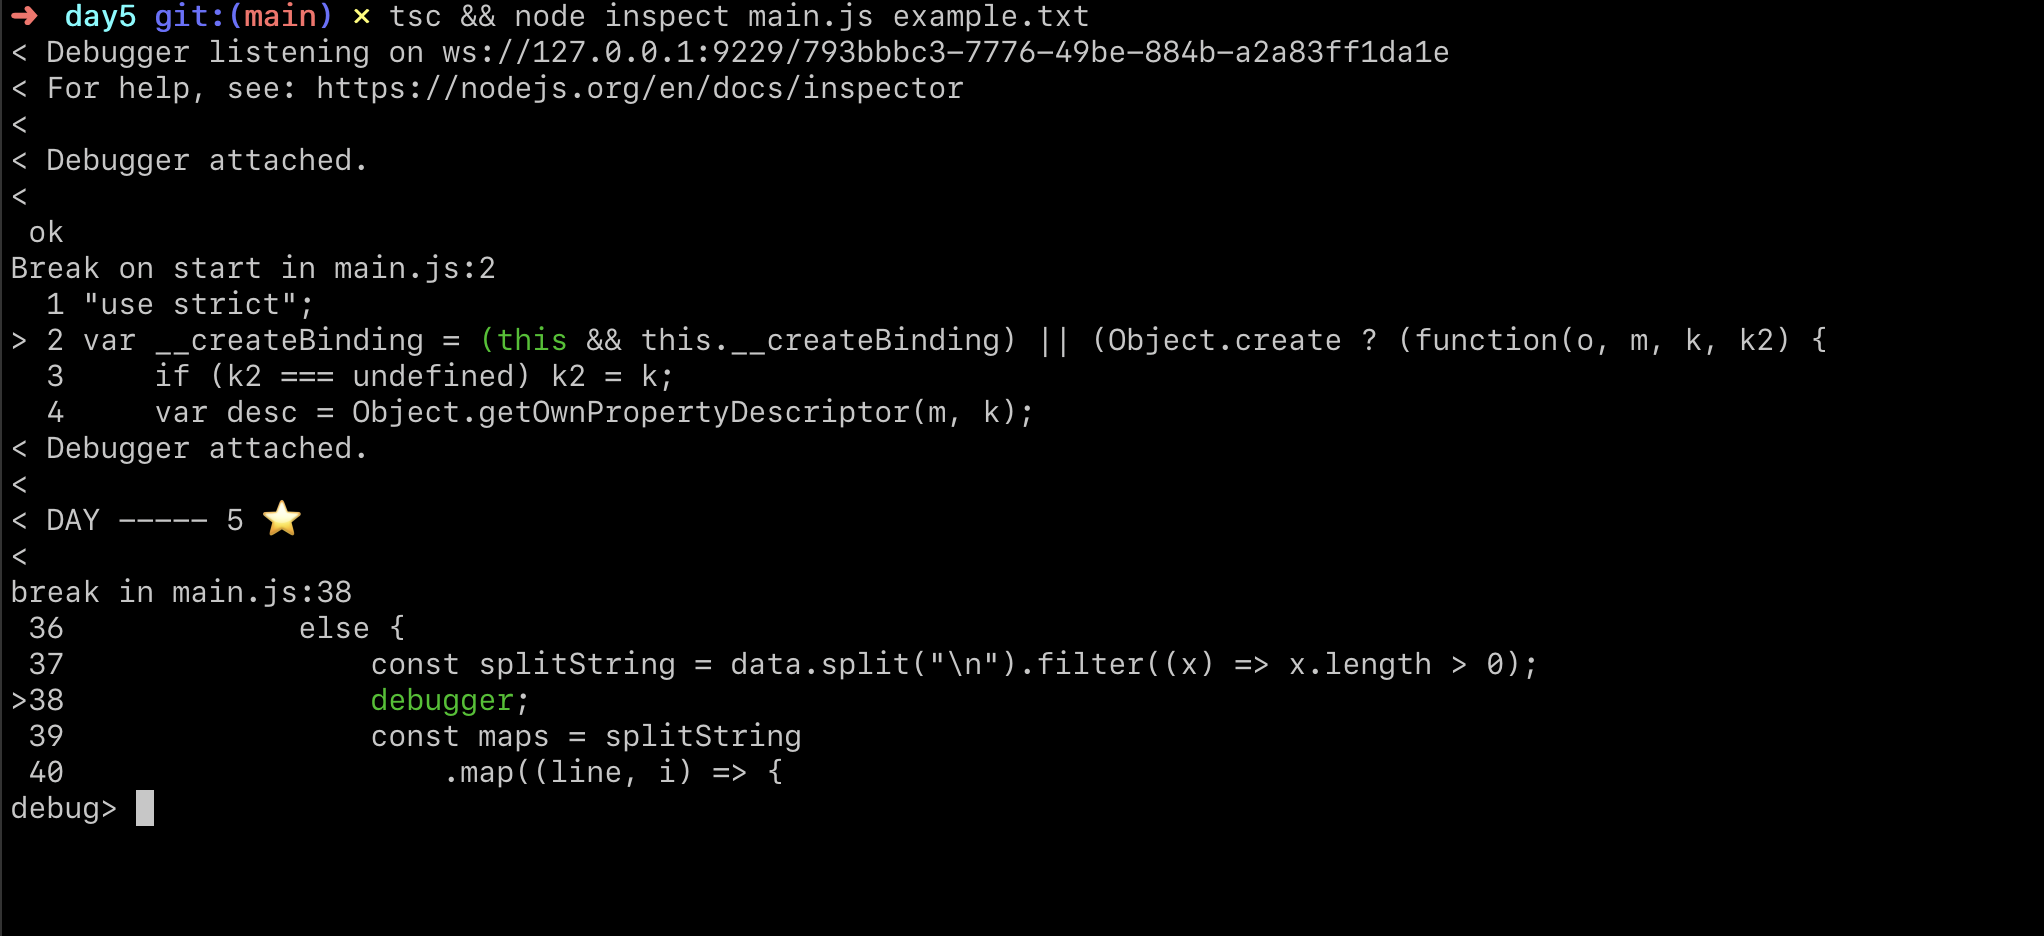 ➜  day5 git:(main) ✗ tsc && node inspect main.js example.txt
< Debugger listening on ws://127.0.0.1:9229/793bbbc3-7776-49be-884b-a2a83ff1da1e
< For help, see: https://nodejs.org/en/docs/inspector
<
< Debugger attached.
<
 ok
Break on start in main.js:2
  1 "use strict";
> 2 var __createBinding = (this && this.__createBinding) || (Object.create ? (function(o, m, k, k2) {
  3     if (k2 === undefined) k2 = k;
  4     var desc = Object.getOwnPropertyDescriptor(m, k);
< Debugger attached.
<
< DAY ----- 5 ⭐
<
break in main.js:38
 36             else {
 37                 const splitString = data.split("\n").filter((x) => x.length > 0);
>38                 debugger;
 39                 const maps = splitString
 40                     .map((line, i) => {
debug>